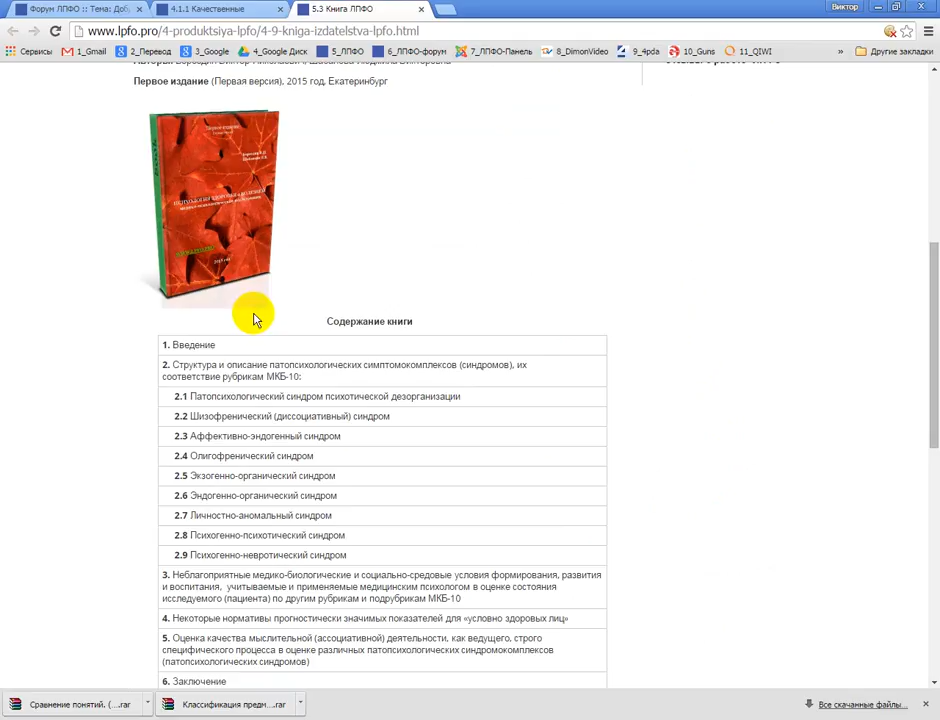 Форум ЛПФО :: Тема: Доб
4.1.1 Качественные
5.3 Книга ЛПФО
Виктор
www.lpfo.pro/4-produktsiya-lpfo/4-9-kniga-izdatelstva-lpfo.html
Сервисы
1_Gmail
2_Перевод
3_Google
4_Google Диск
5_ЛПФО
6_ЛПФО-форум
7_ЛПФО-Панель
8_DimonVideo
9_4pda
10_Guns
11_QIWI
»
Другие закладки
Первое издание (Первая версия), 2015 год, Екатеринбург
Содержание книги
1. Введение
2. Структура и описание патопсихологических симптомокомплексов (синдромов), их
соответствие рубрикам МКБ-10:
2.1 Патопсихологический синдром психотической дезорганизации
2.2 Шизофренический (диссоциативный) синдром
2.3 Аффективно-эндогенный синдром
2.4 Олигофренический синдром
2.5 Экзогенно-органический синдром
2.6 Эндогенно-органический синдром
2.7 Личностно-аномальный синдром
2.8 Психогенно-психотический синдром
2.9 Психогенно-невротический синдром
3. Неблагоприятные медико-биологические и социально-средовые условия формирования, развития
и воспитания, учитываемые и применяемые медицинским психологом в оценке состояния
исследуемого (пациента) по другим рубрикам и подрубрикам МКБ-10
4. Некоторые нормативы прогностически значимых показателей для «условно здоровых лиц»
5. Оценка качества мыслительной (ассоциативной) деятельности, как ведущего, строго
специфического процесса в оценке различных патопсихологических синдромокомплексов
(патопсихологических синдромов)
6. Заключение
Сравнение понятий. (....rar
Классификация предм....rar
Все скачанные файлы...